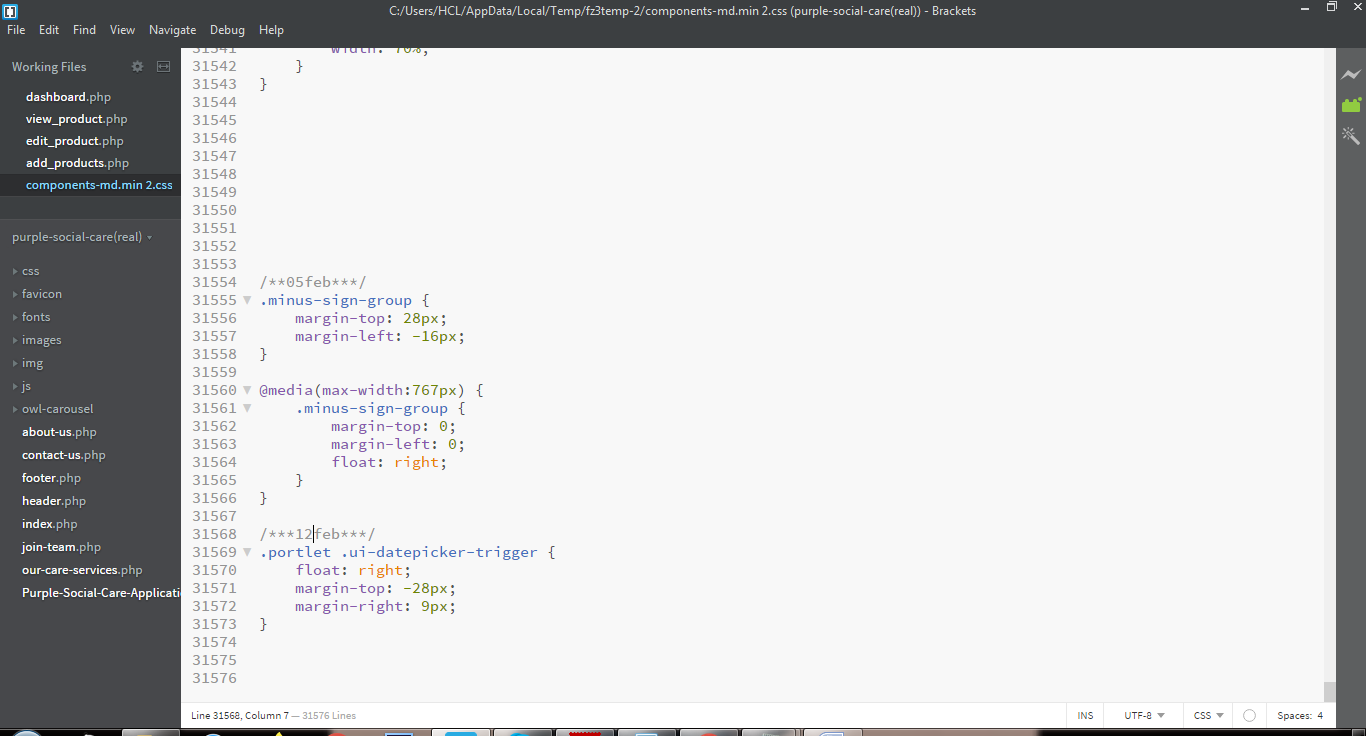 C:/Users/HCL/AppData/Local/Temp/fz3temp-2/components-md.min 2.css (purple-social-care(real)) - Brackets
File Edit Find View Navigate Debug Help
Working Files
dashboard.php
view_product.php
edit_product.php
add_products.php
components-md.min 2.css
purple-social-care(real)
css
favicon
fonts
images
img
js
owl-carousel
about-us.php
contact-us.php
footer.php
header.php
index.php
join-team.php
our-care-services.php
Purple-Social-Care-Applicati
31541 width: 70%;
31542 }
31543 }
31544
31545
31546
31547
31548
31549
31550
31551
31552
31553
31554 /**05feb***/
31555 .minus-sign-group {
31556 margin-top: 28px;
31557 margin-left: -16px;
31558 }
31559
31560 @media(max-width:767px) {
31561 .minus-sign-group {
31562 margin-top: 0;
31563 margin-left: 0;
31564 float: right;
31565 }
31566 }
31567
31568 /***12feb***/
31569 .portlet .ui-datepicker-trigger {
31570 float: right;
31571 margin-top: -28px;
31572 margin-right: 9px;
31573 }
31574
31575
31576
Line 31568, Column 7 — 31576 Lines
INS UTF-8 CSS Spaces: 4